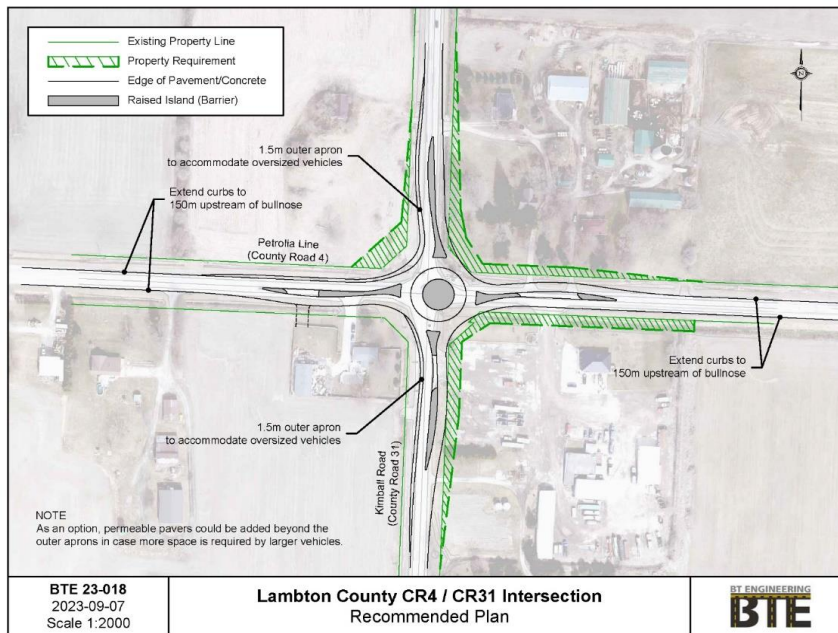 Existing Property Line
Property Requirement
Edge of Pavement/Concrete
Raised Island (Barrier)
1.5m outer apron
to accommodate oversized vehicles
Extend curbs to
150m upstream of bullnose
Petrolia Line
(County Road 4)
Extend curbs to
150m upstream of bullnose
1.5m outer apron
to accommodate oversized vehicles
Kimball Road
(County Road 31)
NOTE
As an option, permeable pavers could be added beyond the
outer aprons in case more space is required by larger vehicles.
BTE 23-018
2023-09-07
Scale 1:2000
Lambton County CR4 / CR31 Intersection
Recommended Plan
BT ENGINEERING
BTE